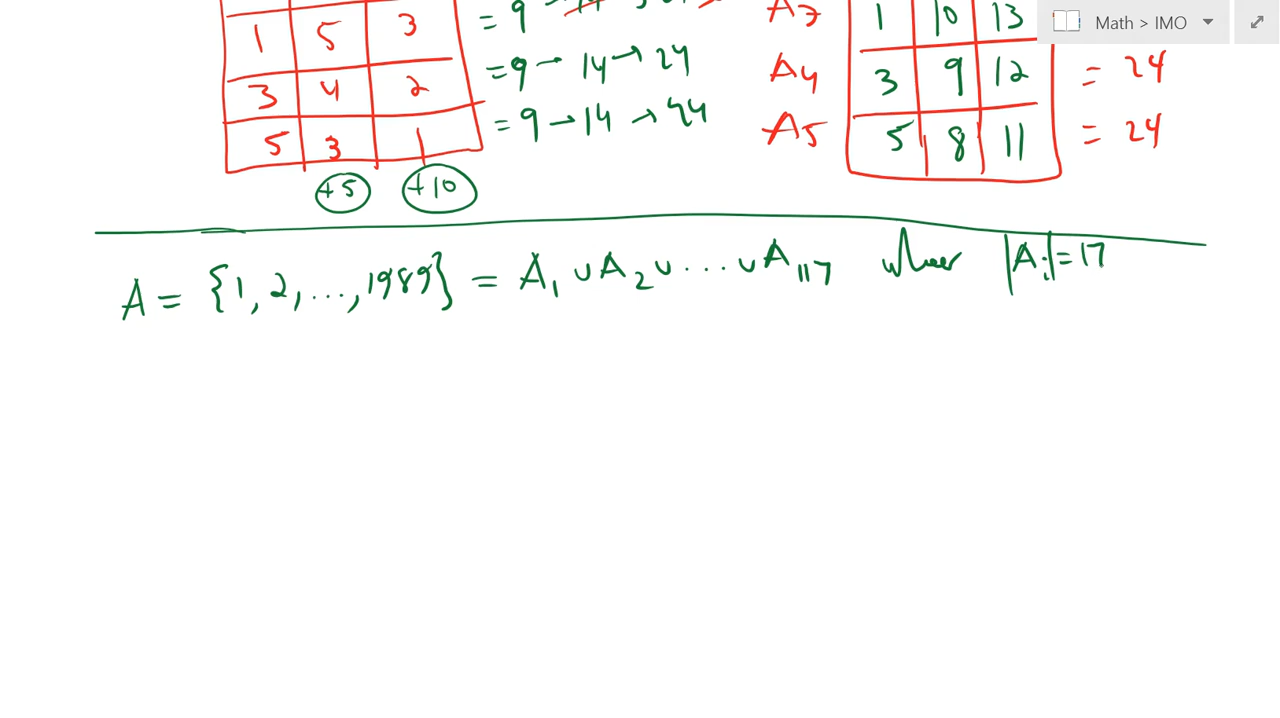 = 9 →
A3 1 10 13 Math > IMO
1 5 3
= 9 → 14 → 24 A4 3 9 12 = 24
3 4 2
= 9 → 14 → 24 A5 5 8 11 = 24
5 3 1
+5 +10
A = {1, 2, ..., 1989} = A₁ ∪ A₂ ∪ ... ∪ A₁₁₇ where |Aᵢ| = 17